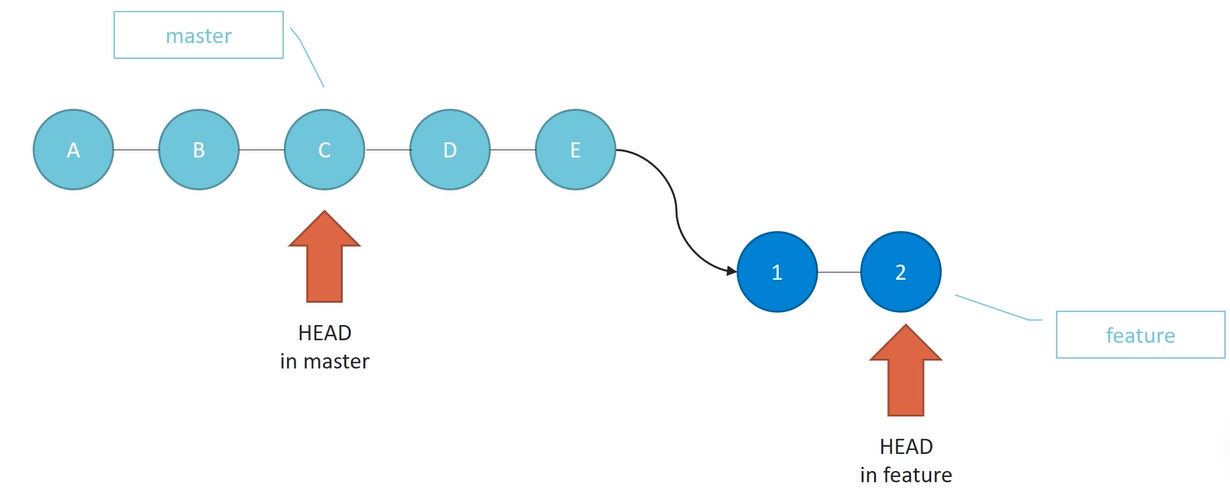 master
A
B
C
D
E
HEAD
in master
1
2
feature
HEAD
in feature